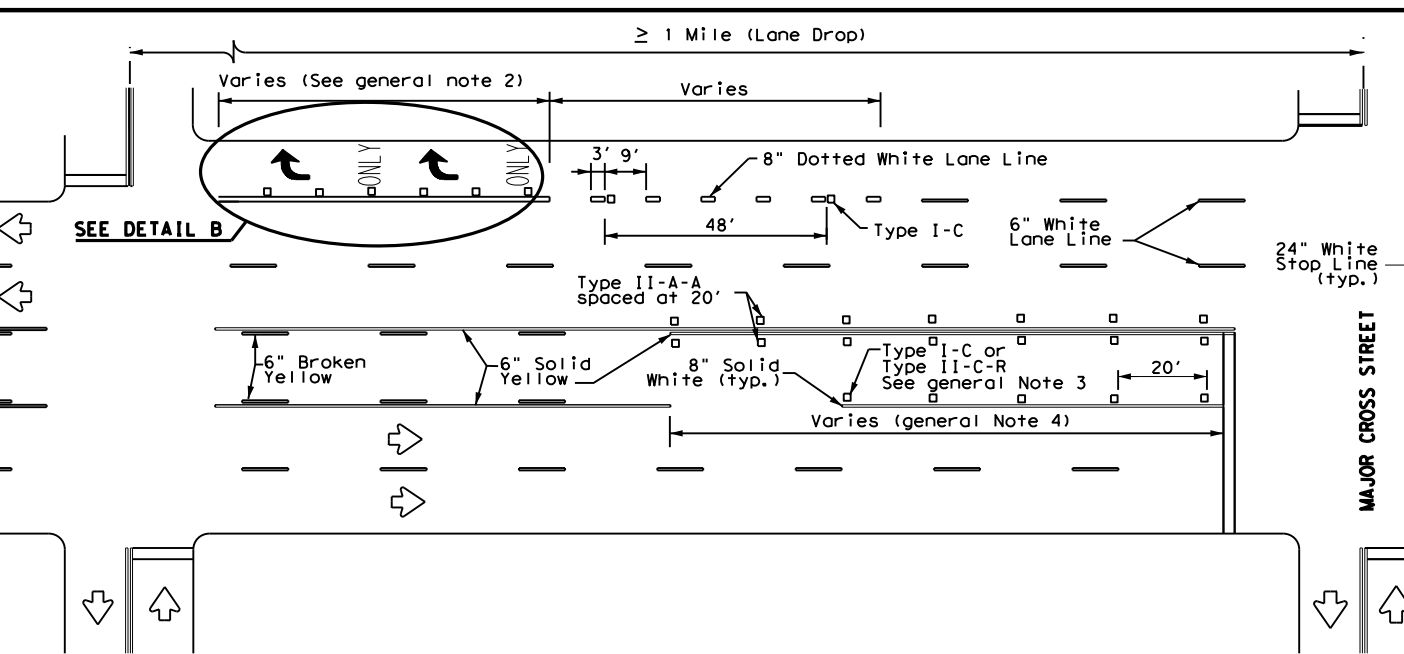 ≥ 1 Mile (Lane Drop)
Varies (See general note 2)
Varies
ONLY
ONLY
3' 9'
8" Dotted White Lane Line
SEE DETAIL B
48'
Type I-C
6" White
Lane Line
24" White
Stop Line
(typ.)
Type II-A-A
spaced at 20'
6" Broken
Yellow
6" Solid
Yellow
8" Solid
White (typ.)
Type I-C or
Type II-C-R
See general Note 3
20'
Varies (general Note 4)
MAJOR CROSS STREET